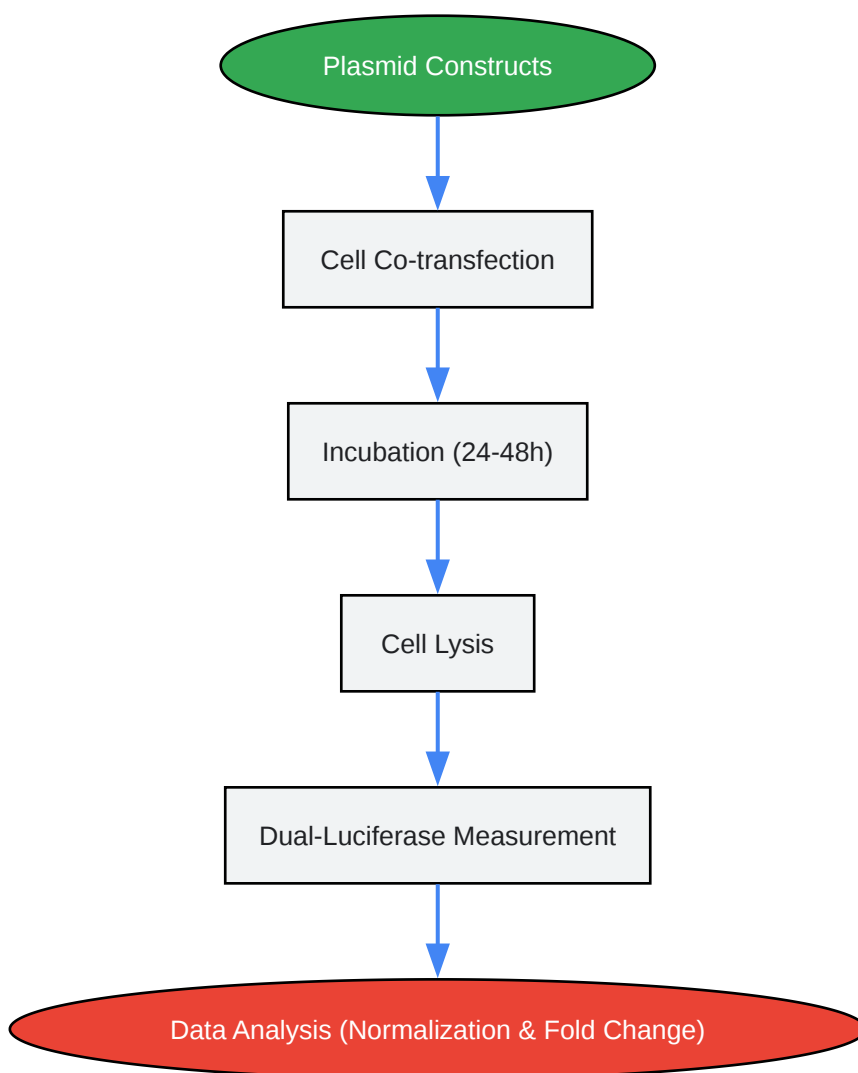 Plasmid Constructs
Cell Co-transfection
Incubation (24-48h)
Cell Lysis
Dual-Luciferase Measurement
Data Analysis (Normalization & Fold Change)